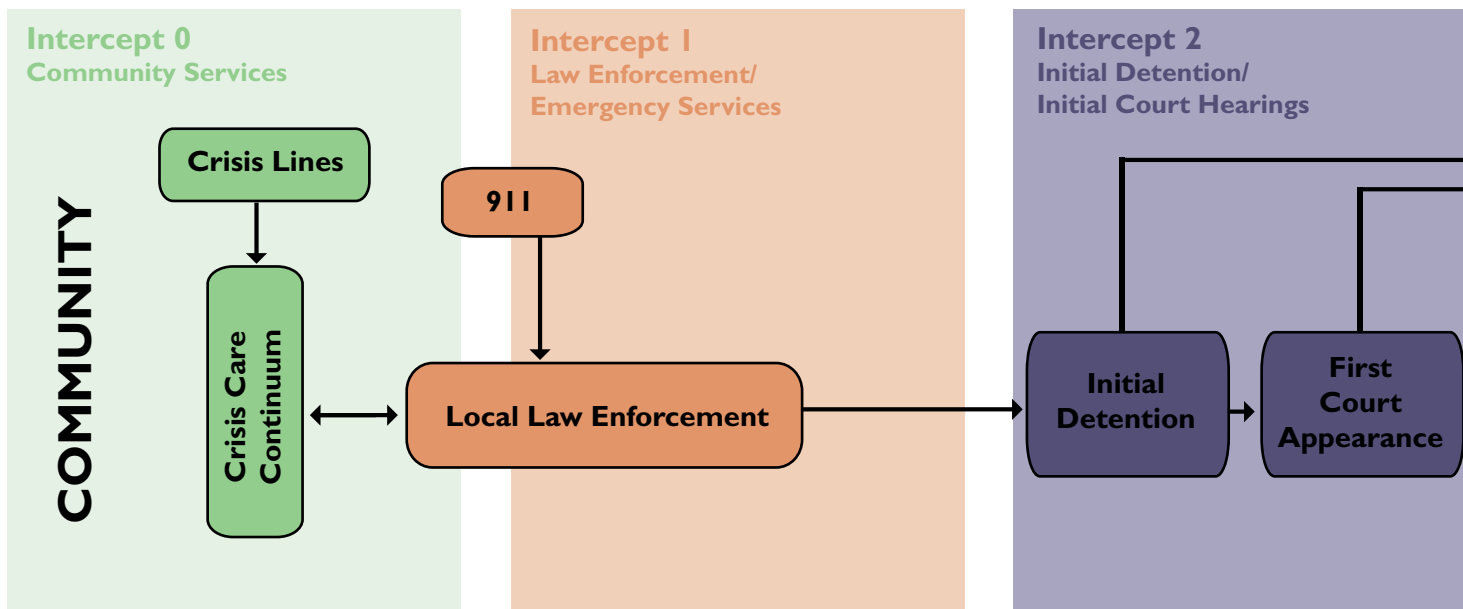 Intercept 0
Community Services
Crisis Lines
COMMUNITY
Crisis Care
Continuum
Intercept 1
Law Enforcement/
Emergency Services
911
Local Law Enforcement
Intercept 2
Initial Detention/
Initial Court Hearings
Initial
Detention
First
Court
Appearance